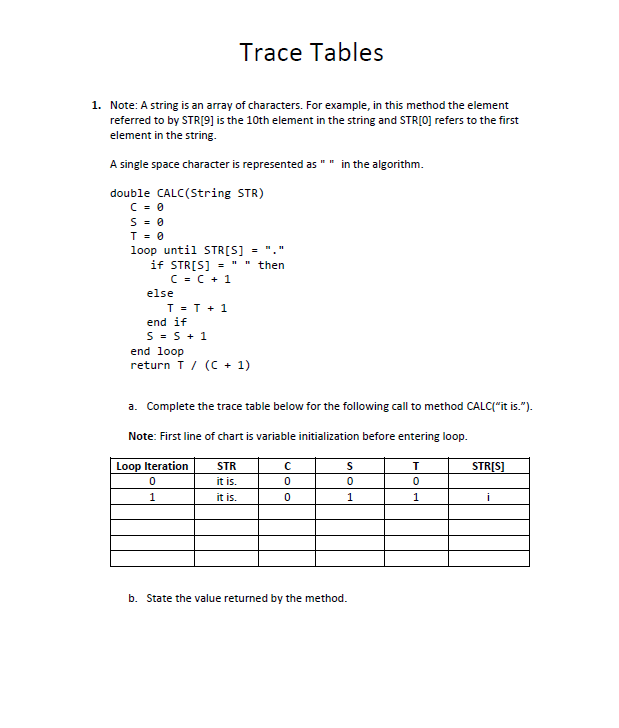 Trace Tables
1. Note: A string is an array of characters. For example, in this method the element
referred to by STR[9] is the 10th element in the string and STR[0] refers to the first
element in the string.
A single space character is represented as " " in the algorithm.
double CALC(String STR)
C = 0
S = 0
T = 0
loop until STR[S] = "."
if STR[S] = " " then
C = C + 1
else
T = T + 1
end if
S = S + 1
end loop
return T / (C + 1)
a. Complete the trace table below for the following call to method CALC("it is.").
Note: First line of chart is variable initialization before entering loop.
Loop Iteration STR C S T STR[S]
0 it is. 0 0 0
1 it is. 0 1 1 i
b. State the value returned by the method.